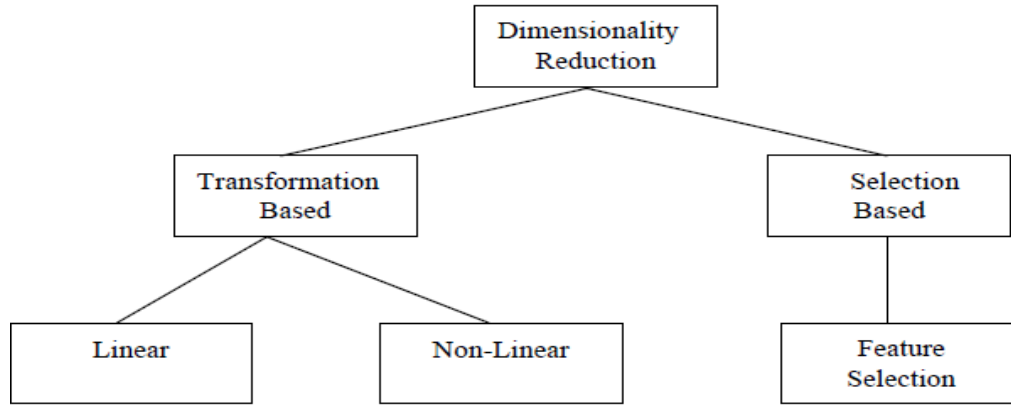 Dimensionality
Reduction
Transformation
Based
Selection
Based
Linear
Non-Linear
Feature
Selection